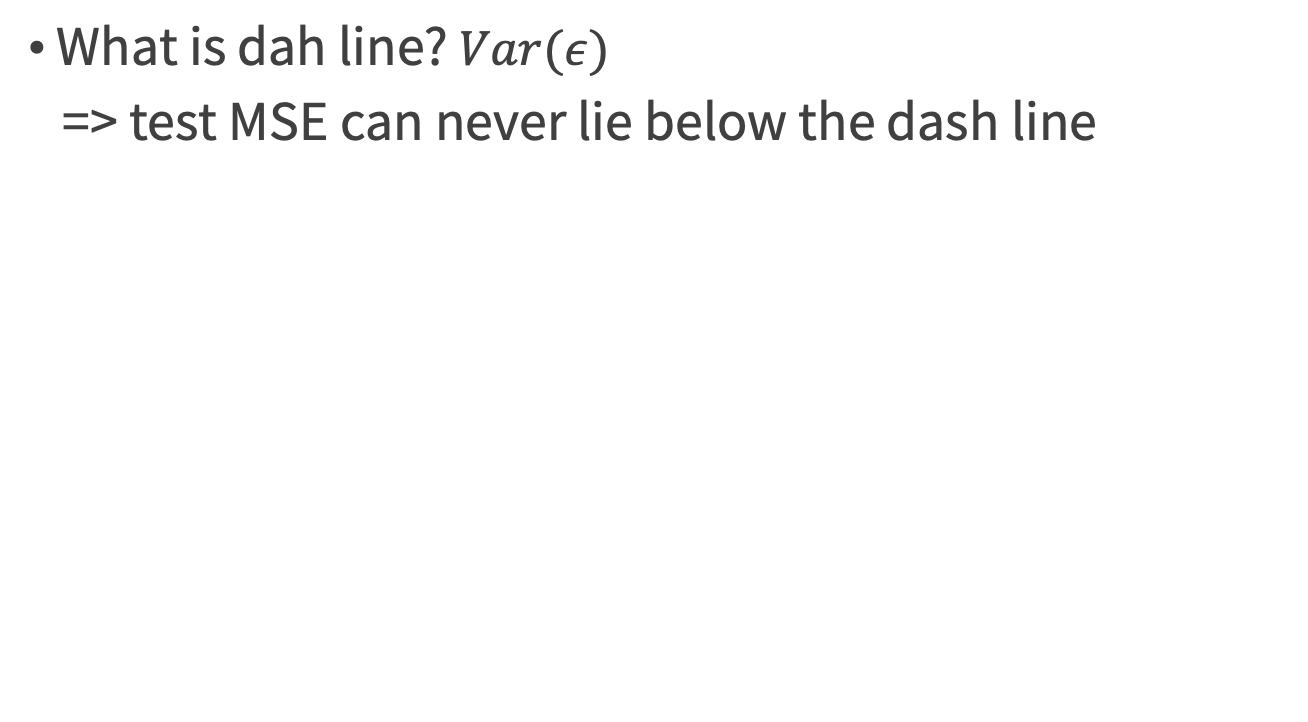 • What is dah line? Var(ϵ)
=> test MSE can never lie below the dash line